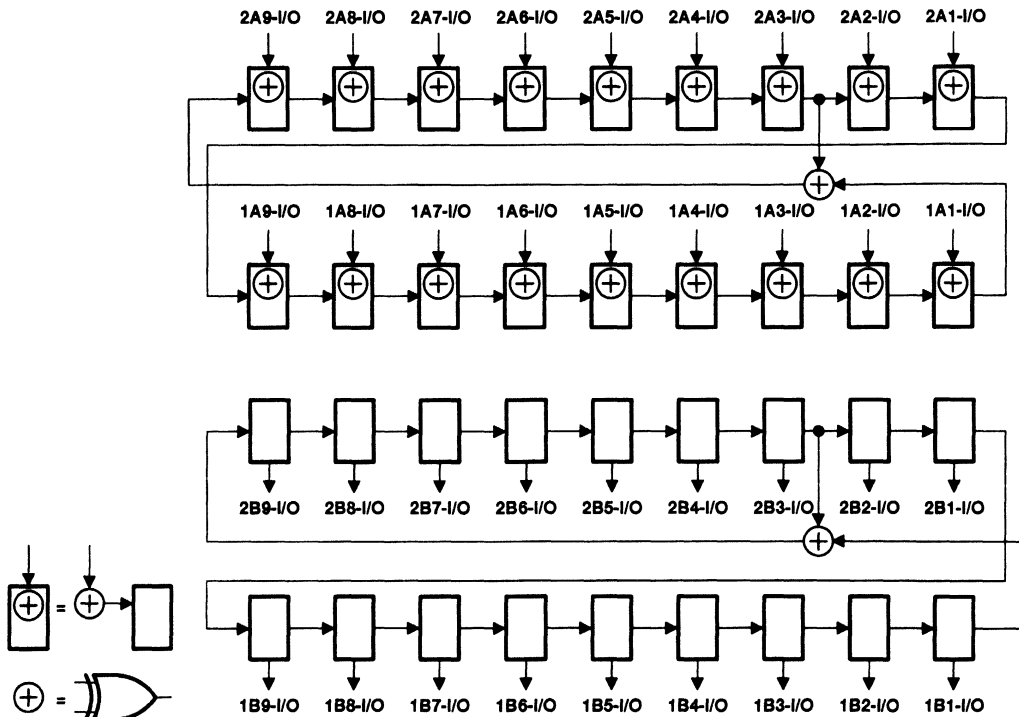 2A9-I/O 2A8-I/O 2A7-I/O 2A6-I/O 2A5-I/O 2A4-I/O 2A3-I/O 2A2-I/O 2A1-I/O
1A9-I/O 1A8-I/O 1A7-I/O 1A6-I/O 1A5-I/O 1A4-I/O 1A3-I/O 1A2-I/O 1A1-I/O
2B9-I/O 2B8-I/O 2B7-I/O 2B6-I/O 2B5-I/O 2B4-I/O 2B3-I/O 2B2-I/O 2B1-I/O
=
=
1B9-I/O 1B8-I/O 1B7-I/O 1B6-I/O 1B5-I/O 1B4-I/O 1B3-I/O 1B2-I/O 1B1-I/O